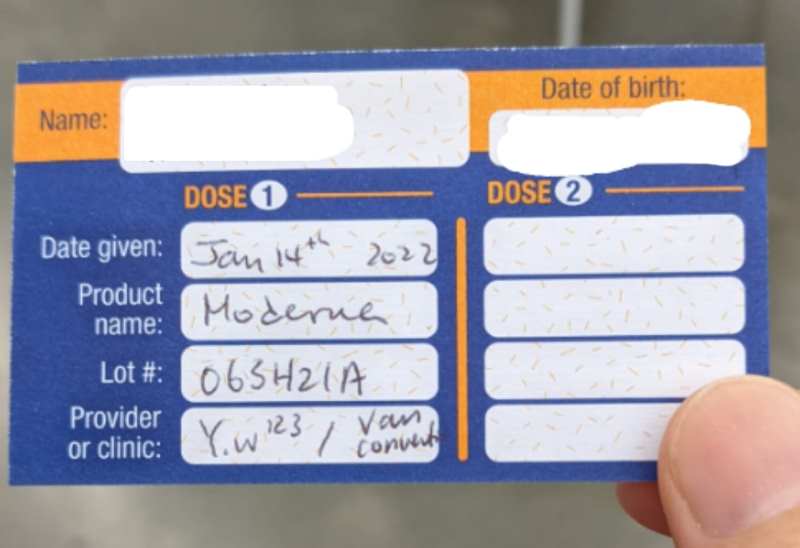 Name:
Date of birth:
DOSE 1
DOSE 2
Date given: Jan 14th 2022
Product name: Moderna
Lot #: 065H21A
Provider or clinic: Y.W 123 / Van convent